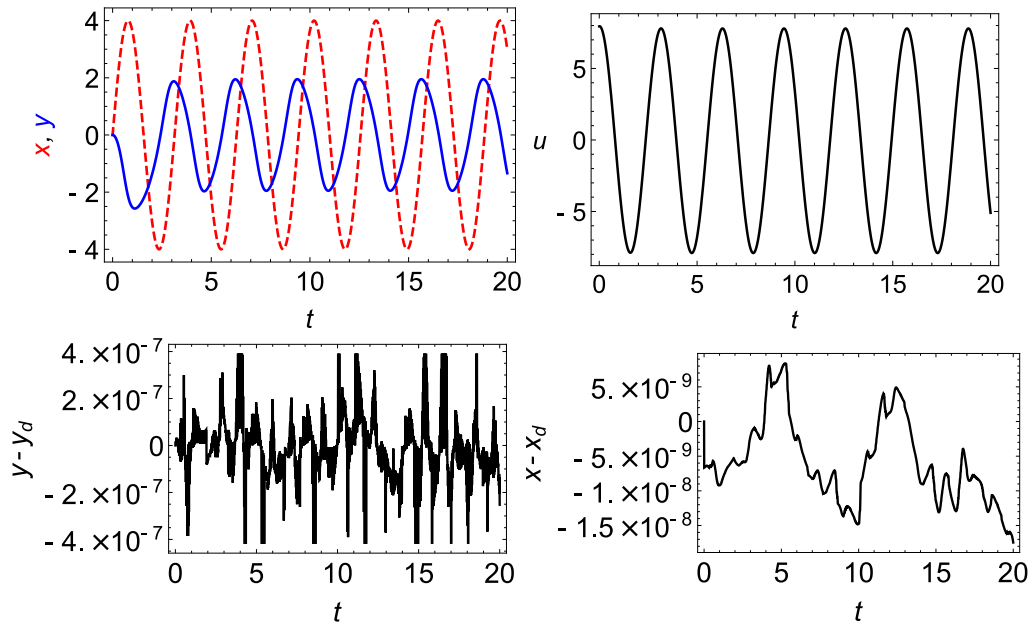 x, y
4
2
0
- 2
- 4
0 5 10 15 20
t
u
5
0
- 5
0 5 10 15 20
t
y - y_d
4. ×10^-7
2. ×10^-7
0
- 2. ×10^-7
- 4. ×10^-7
0 5 10 15 20
t
x - x_d
5. ×10^-9
0
- 5. ×10^-9
- 1. ×10^-8
- 1.5 ×10^-8
0 5 10 15 20
t